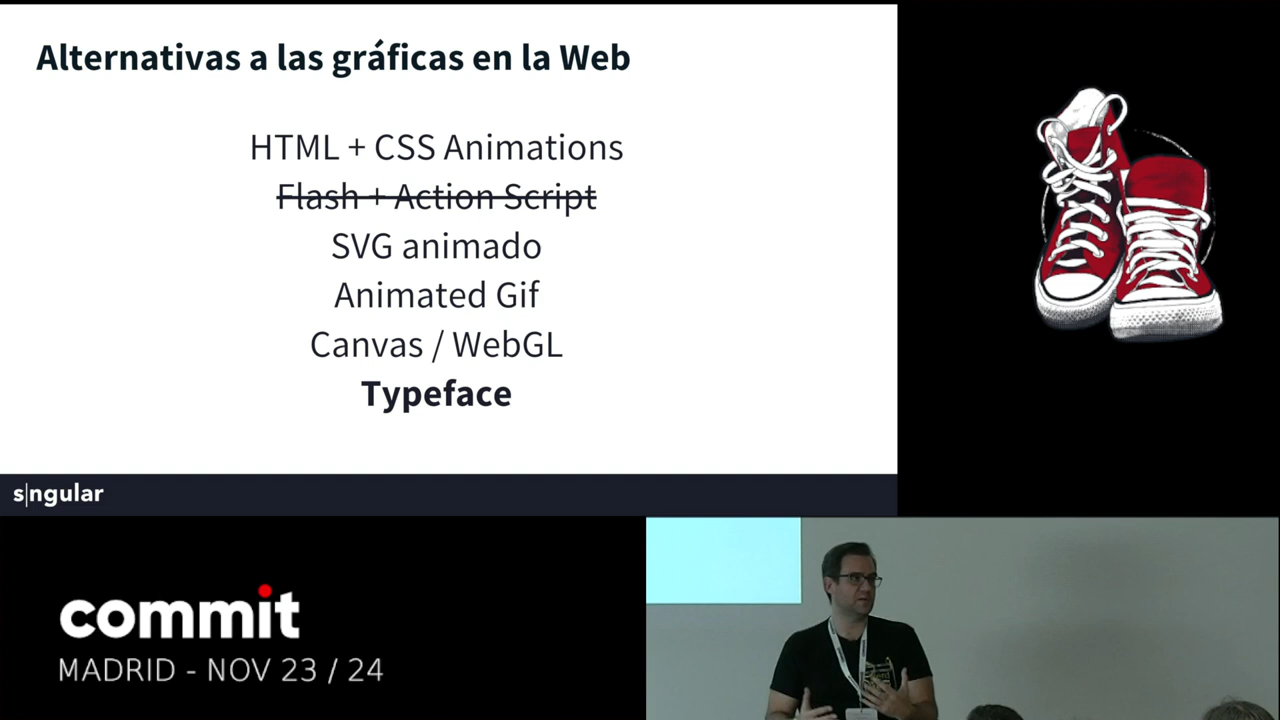 Alternativas a las gráficas en la Web
HTML + CSS Animations
Flash + Action Script
SVG animado
Animated Gif
Canvas / WebGL
Typeface
s|ngular
commit
MADRID - NOV 23 / 24